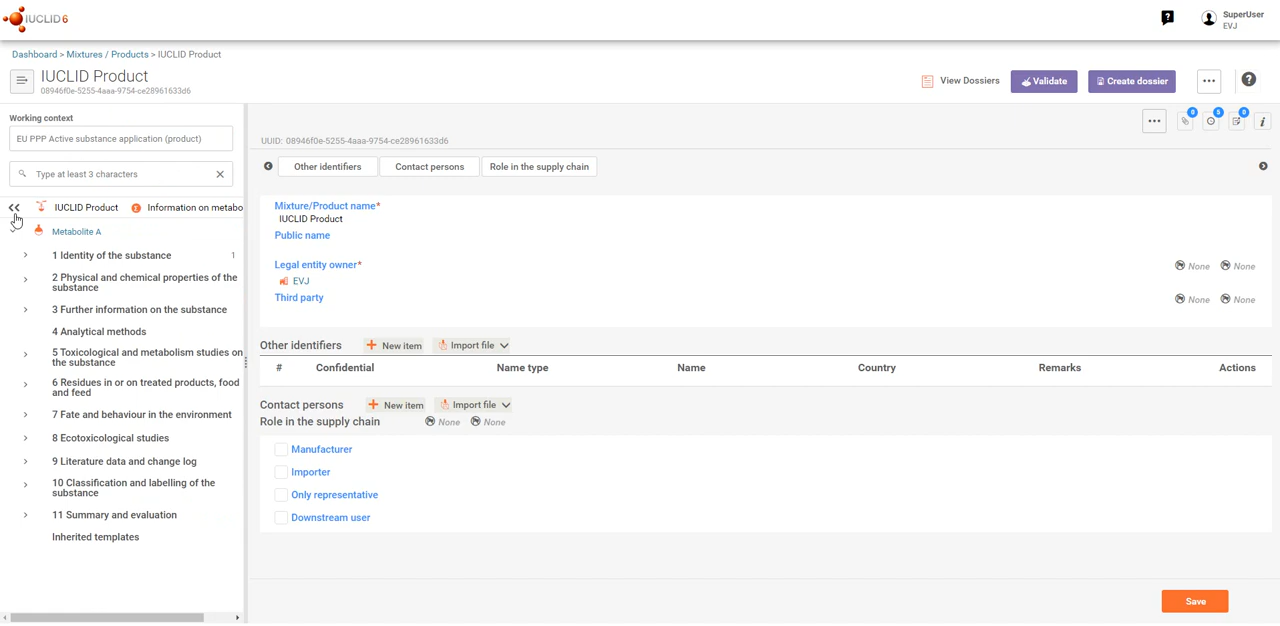 IUCLID 6
SuperUser
EVJ
Dashboard > Mixtures / Products > IUCLID Product
IUCLID Product
08946f0e-5255-4aaa-9754-ce28961633d6
View Dossiers
Validate
Create dossier
Working context
EU PPP Active substance application (product)
Type at least 3 characters
IUCLID Product
Information on metabo
Metabolite A
1 Identity of the substance 1
2 Physical and chemical properties of the
substance
3 Further information on the substance
4 Analytical methods
5 Toxicological and metabolism studies on
the substance
6 Residues in or on treated products, food
and feed
7 Fate and behaviour in the environment
8 Ecotoxicological studies
9 Literature data and change log
10 Classification and labelling of the
substance
11 Summary and evaluation
Inherited templates
0 5 0
UUID: 08946f0e-5255-4aaa-9754-ce28961633d6
Other identifiers
Contact persons
Role in the supply chain
Mixture/Product name*
IUCLID Product
Public name
Legal entity owner*
None None
EVJ
Third party
None None
Other identifiers
New item
Import file
# Confidential Name type Name Country Remarks Actions
Contact persons
New item
Import file
Role in the supply chain
None None
Manufacturer
Importer
Only representative
Downstream user
Save